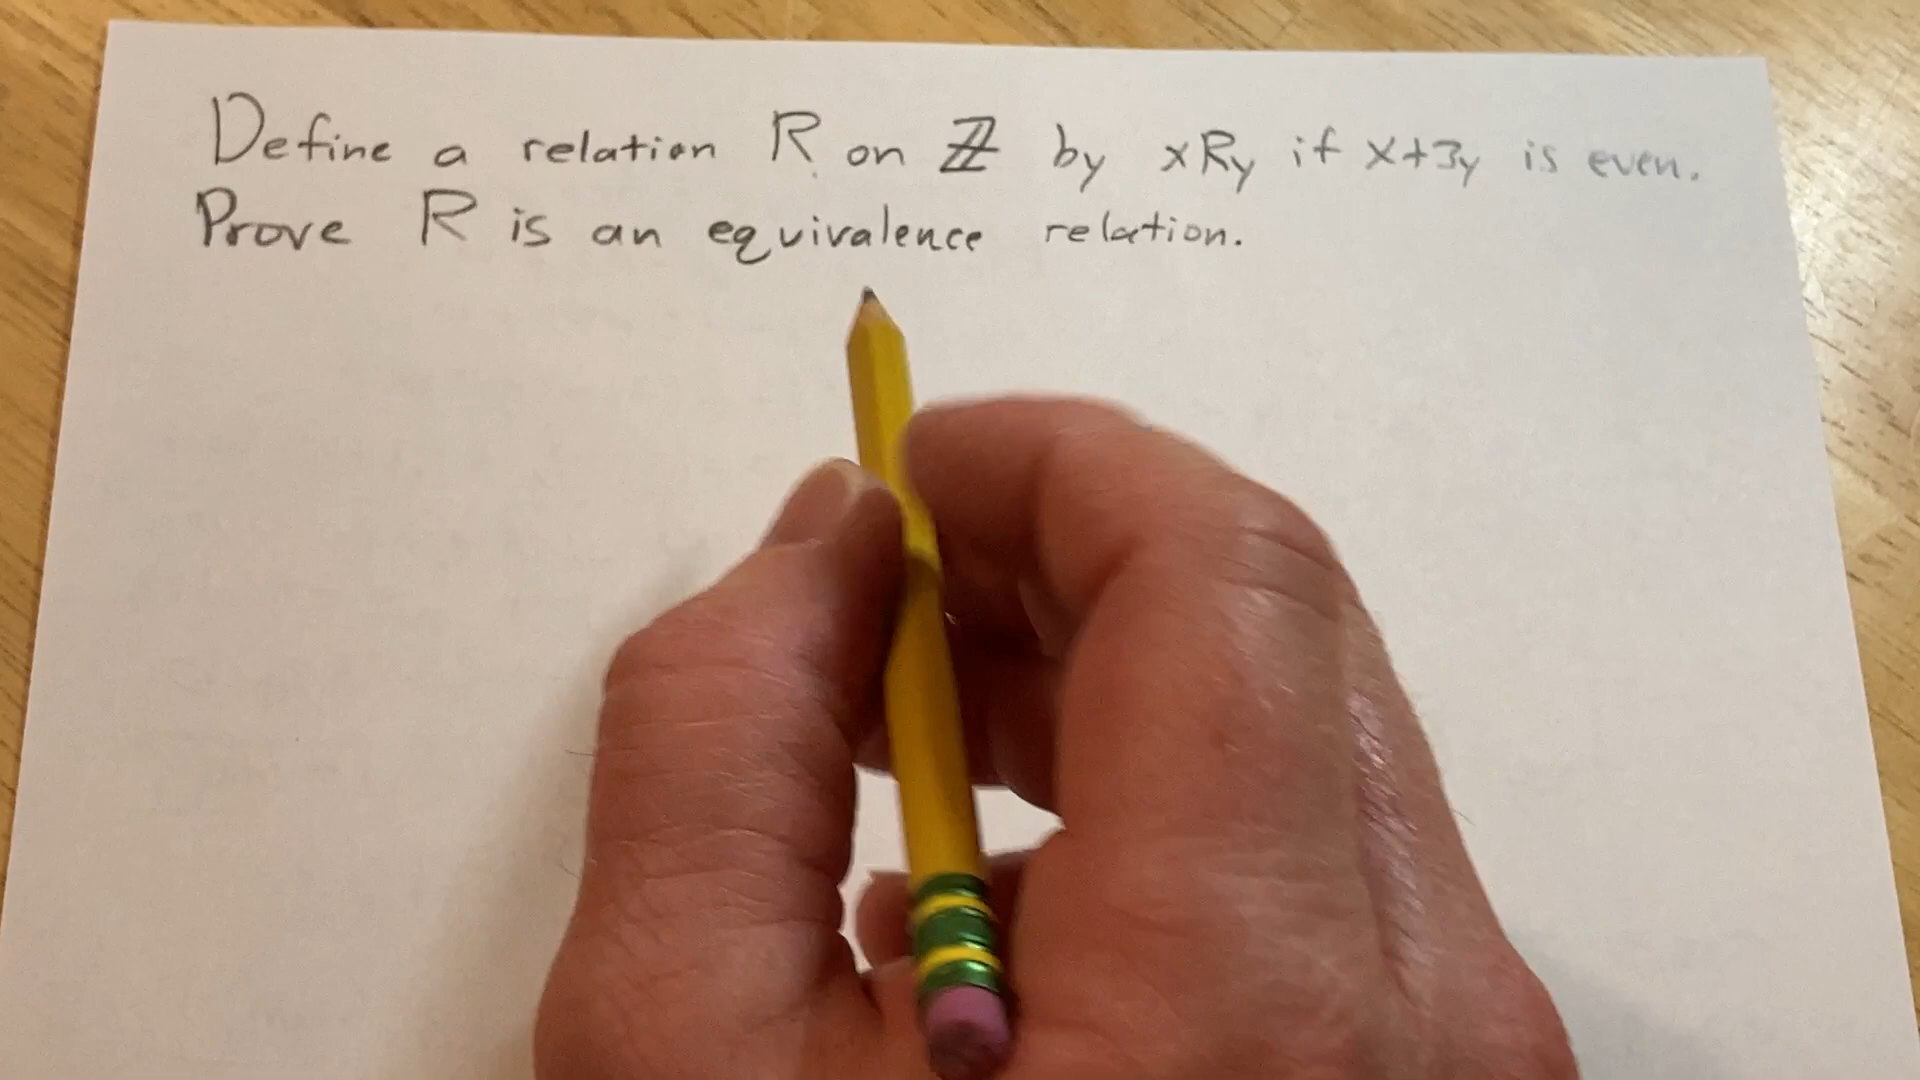 Define a relation R on ℤ by xRy if x+3y is even.
Prove R is an equivalence relation.